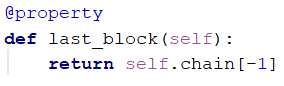 @property
def last_block(self):
    return self.chain[-1]